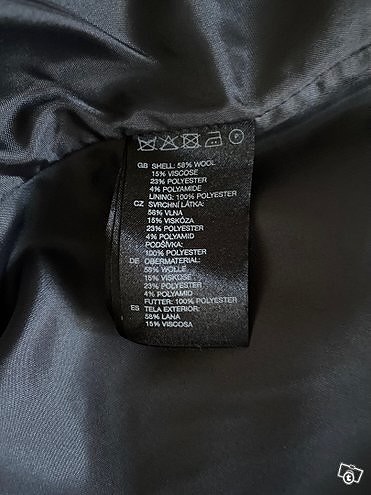 GB SHELL: 58% WOOL
15% VISCOSE
23% POLYESTER
4% POLYAMIDE
LINING: 100% POLYESTER
CZ SVRCHNÍ LÁTKA:
58% VLNA
15% VISKÓZA
23% POLYESTER
4% POLYAMID
PODŠÍVKA:
100% POLYESTER
DE OBERMATERIAL:
58% WOLLE
15% VISKOSE
23% POLYESTER
4% POLYAMID
FUTTER: 100% POLYESTER
ES TELA EXTERIOR:
58% LANA
15% VISCOSA